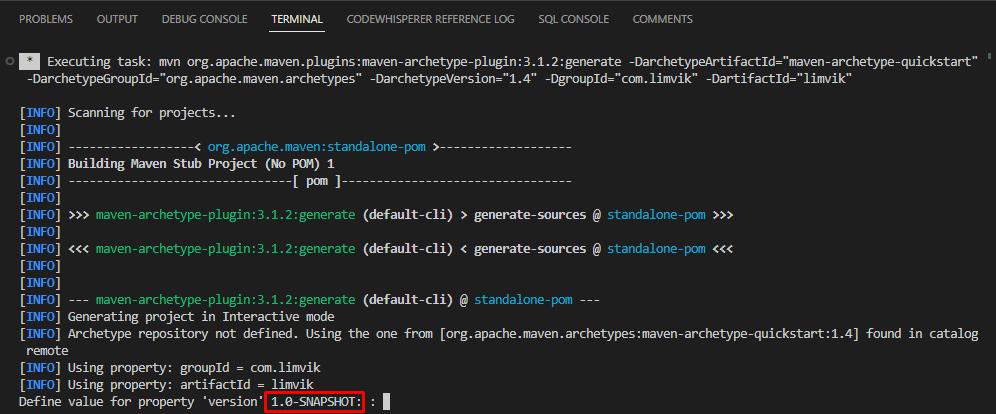 PROBLEMS OUTPUT DEBUG CONSOLE TERMINAL CODEWHISPERER REFERENCE LOG SQL CONSOLE COMMENTS
* Executing task: mvn org.apache.maven.plugins:maven-archetype-plugin:3.1.2:generate -DarchetypeArtifactId="maven-archetype-quickstart"
-DarchetypeGroupId="org.apache.maven.archetypes" -DarchetypeVersion="1.4" -DgroupId="com.limvik" -DartifactId="limvik"
[INFO] Scanning for projects...
[INFO]
[INFO] ------------------< org.apache.maven:standalone-pom >-------------------
[INFO] Building Maven Stub Project (No POM) 1
[INFO] --------------------------------[ pom ]---------------------------------
[INFO]
[INFO] >>> maven-archetype-plugin:3.1.2:generate (default-cli) > generate-sources @ standalone-pom >>>
[INFO]
[INFO] <<< maven-archetype-plugin:3.1.2:generate (default-cli) < generate-sources @ standalone-pom <<<
[INFO]
[INFO]
[INFO] --- maven-archetype-plugin:3.1.2:generate (default-cli) @ standalone-pom ---
[INFO] Generating project in Interactive mode
[INFO] Archetype repository not defined. Using the one from [org.apache.maven.archetypes:maven-archetype-quickstart:1.4] found in catalog
remote
[INFO] Using property: groupId = com.limvik
[INFO] Using property: artifactId = limvik
Define value for property 'version' 1.0-SNAPSHOT: :